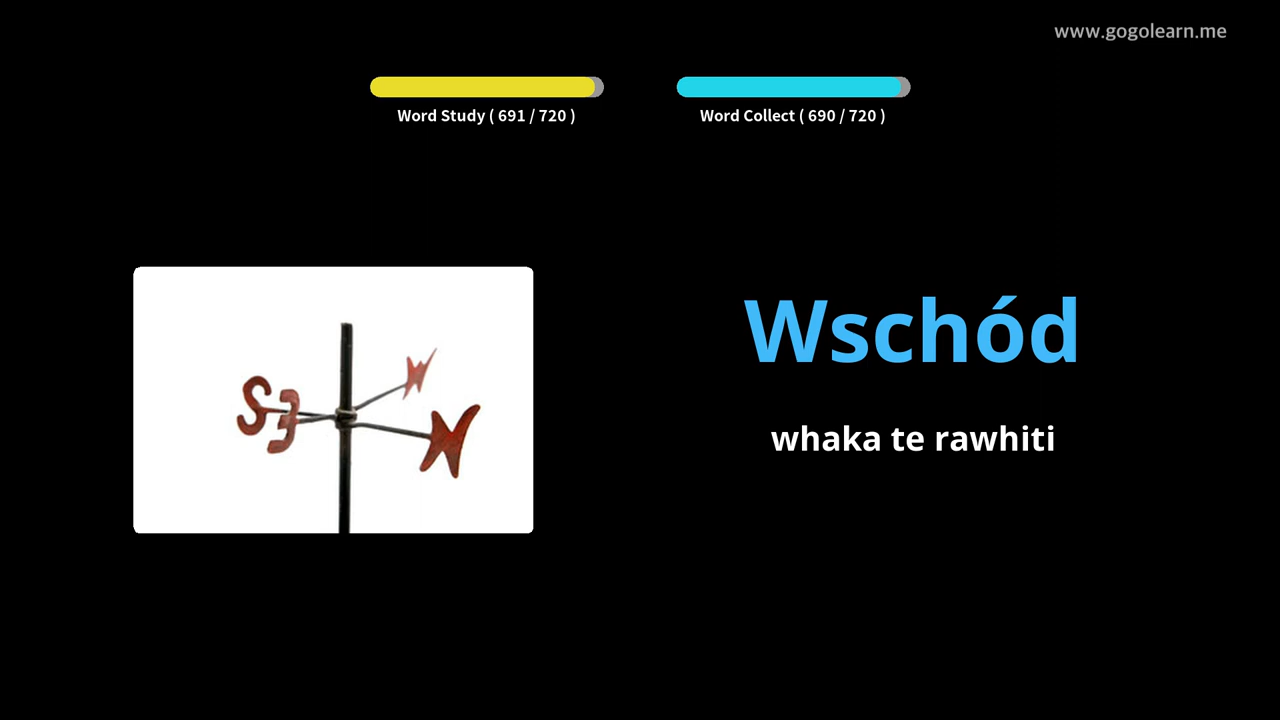 www.gogolearn.me
Word Study ( 691 / 720 )
Word Collect ( 690 / 720 )
Wschód
whaka te rawhiti
S E W N